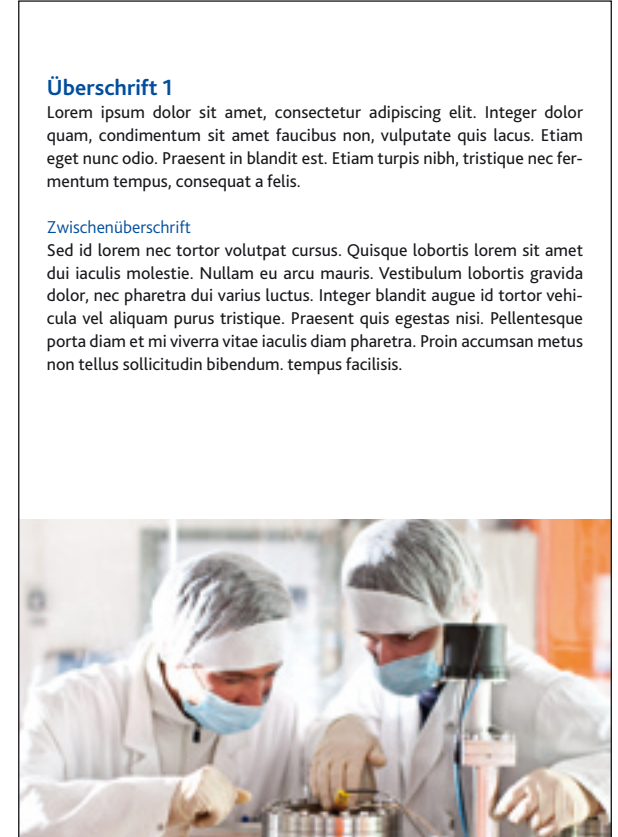 Überschrift 1
Lorem ipsum dolor sit amet, consectetur adipiscing elit. Integer dolor
quam, condimentum sit amet faucibus non, vulputate quis lacus. Etiam
eget nunc odio. Praesent in blandit est. Etiam turpis nibh, tristique nec fer-
mentum tempus, consequat a felis.
Zwischenüberschrift
Sed id lorem nec tortor volutpat cursus. Quisque lobortis lorem sit amet
dui iaculis molestie. Nullam eu arcu mauris. Vestibulum lobortis gravida
dolor, nec pharetra dui varius luctus. Integer blandit augue id tortor vehi-
cula vel aliquam purus tristique. Praesent quis egestas nisi. Pellentesque
porta diam et mi viverra vitae iaculis diam pharetra. Proin accumsan metus
non tellus sollicitudin bibendum. tempus facilisis.